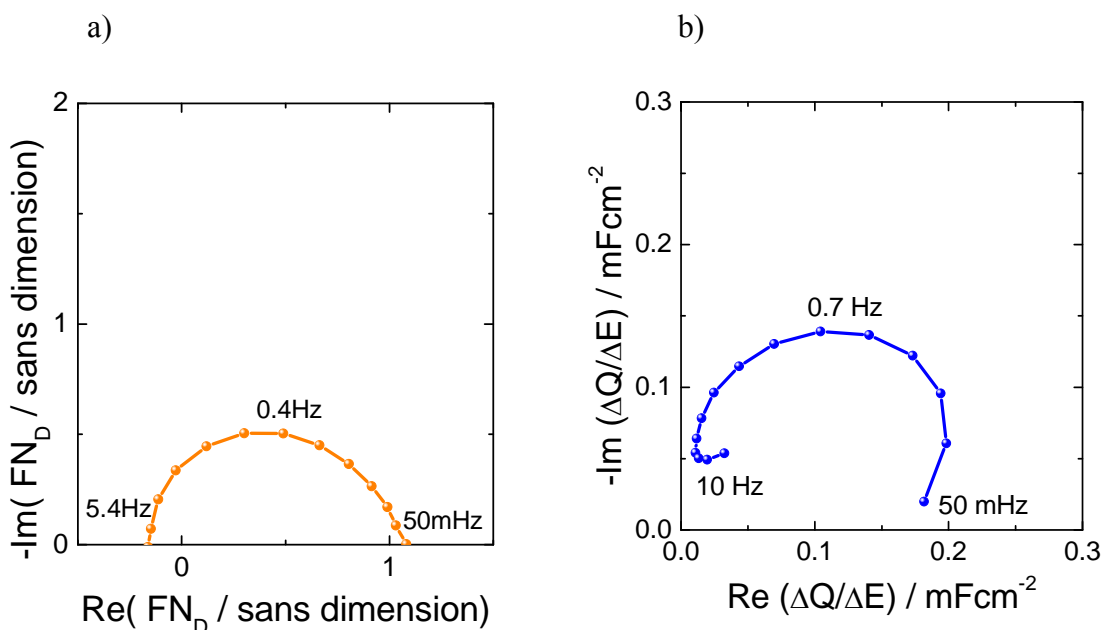 a)
b)
-Im( FN_D / sans dimension)
2
1
0
0.4Hz
5.4Hz
50mHz
0
1
Re( FN_D / sans dimension)
-Im (ΔQ/ΔE) / mFcm⁻²
0.3
0.2
0.1
0.0
0.7 Hz
10 Hz
50 mHz
0.0
0.1
0.2
0.3
Re (ΔQ/ΔE) / mFcm⁻²